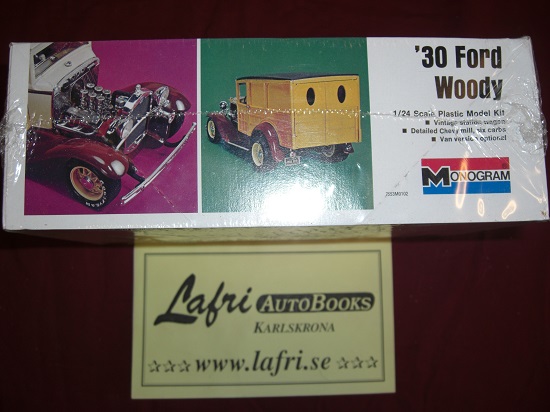 '30 Ford
Woody
1/24 Scale Plastic Model Kit
■ Vintage station wagon
■ Detailed Chevy mill, six carbs
■ Van version optional
MONOGRAM
Lafri AUTOBOOKS
KARLSKRONA
☆☆☆ www.lafri.se ☆☆☆